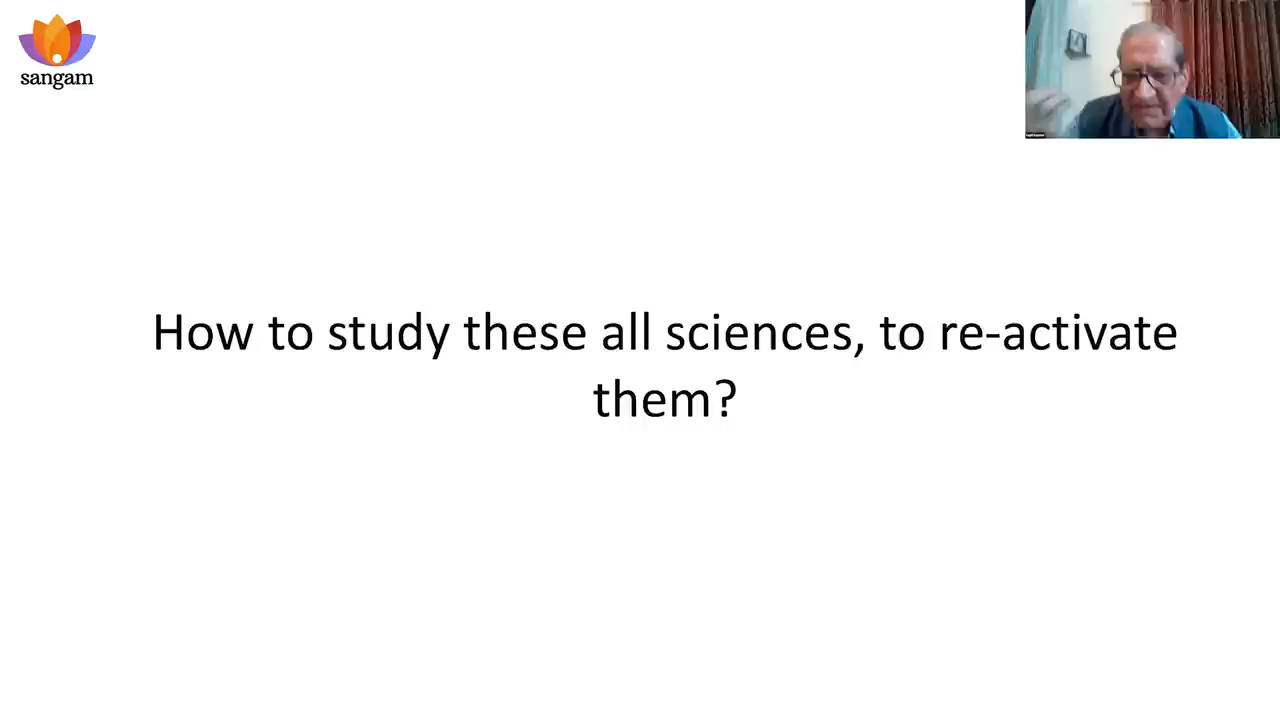 sangam
How to study these all sciences, to re-activate
them?